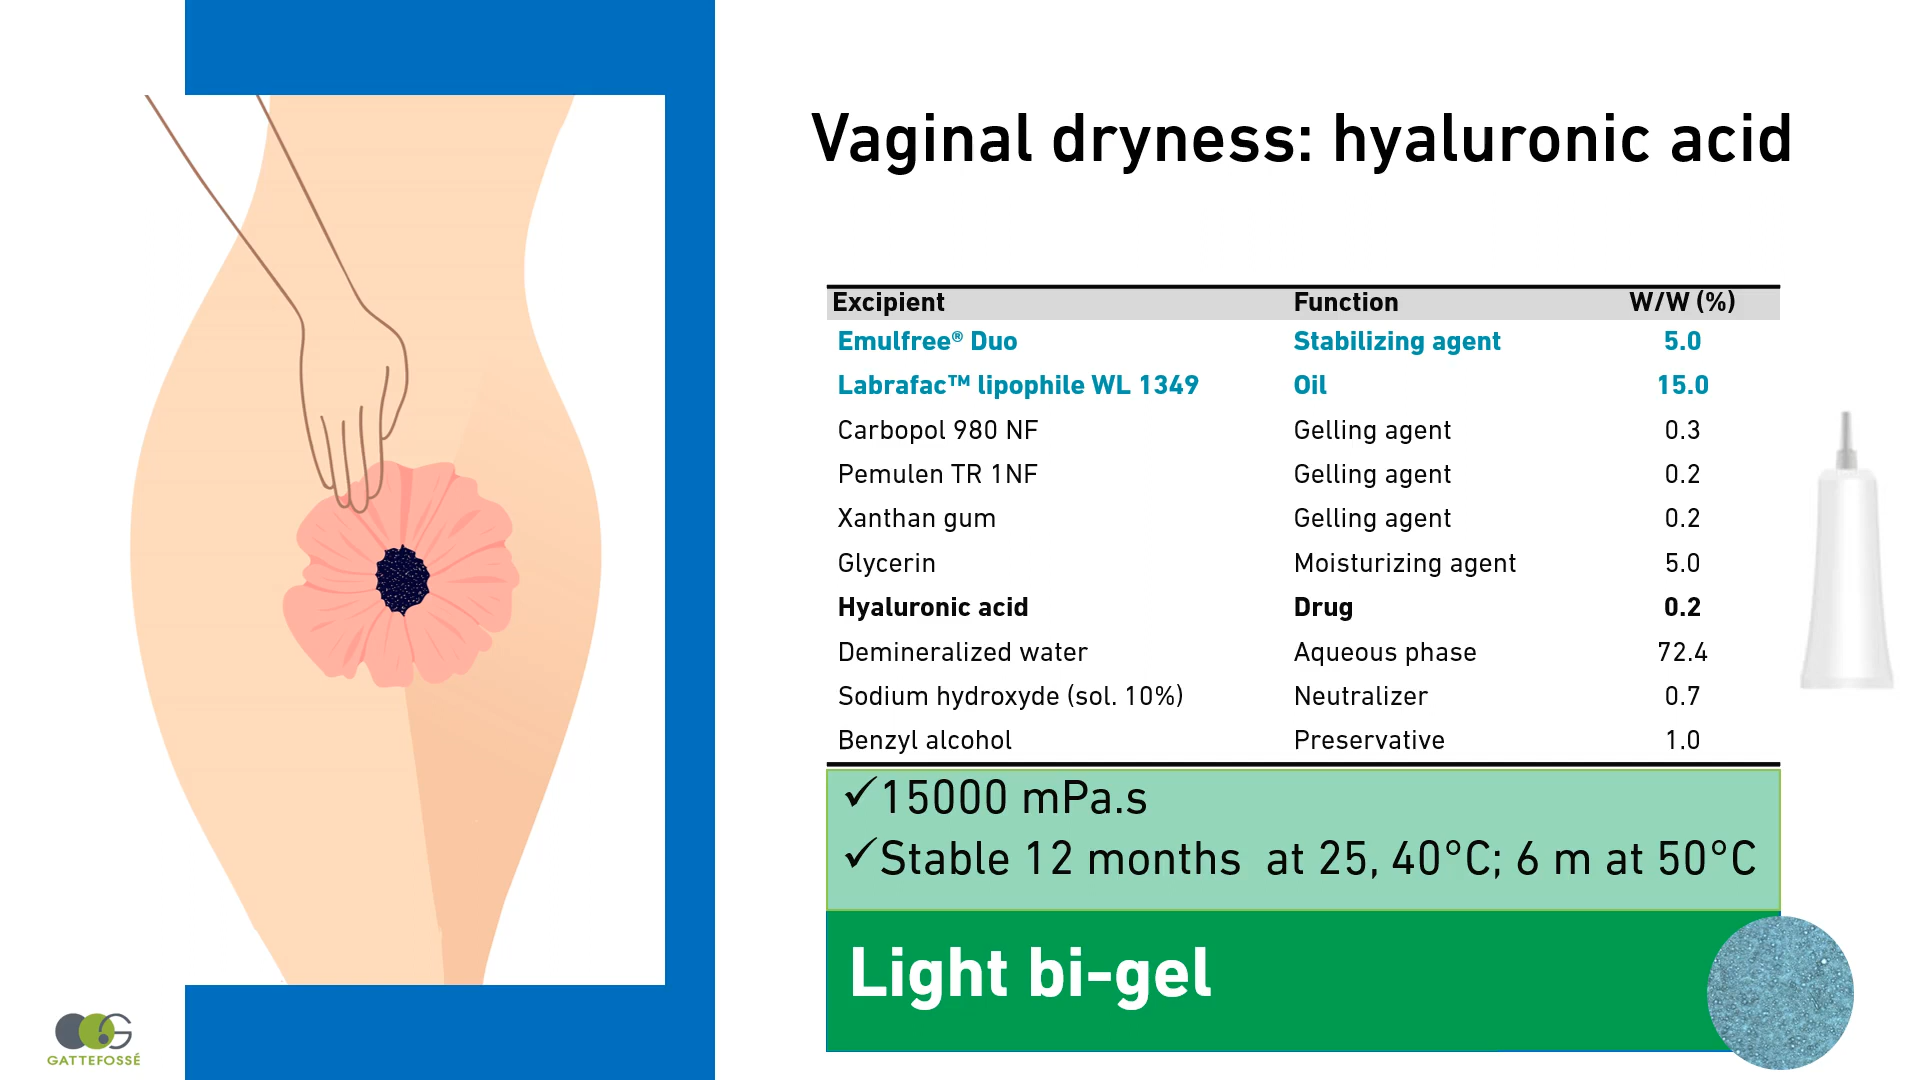 Vaginal dryness: hyaluronic acid
Excipient Function W/W (%)
Emulfree® Duo Stabilizing agent 5.0
Labrafac™ lipophile WL 1349 Oil 15.0
Carbopol 980 NF Gelling agent 0.3
Pemulen TR 1NF Gelling agent 0.2
Xanthan gum Gelling agent 0.2
Glycerin Moisturizing agent 5.0
Hyaluronic acid Drug 0.2
Demineralized water Aqueous phase 72.4
Sodium hydroxyde (sol. 10%) Neutralizer 0.7
Benzyl alcohol Preservative 1.0
✓15000 mPa.s
✓Stable 12 months at 25, 40°C; 6 m at 50°C
Light bi-gel
GATTEFOSSÉ